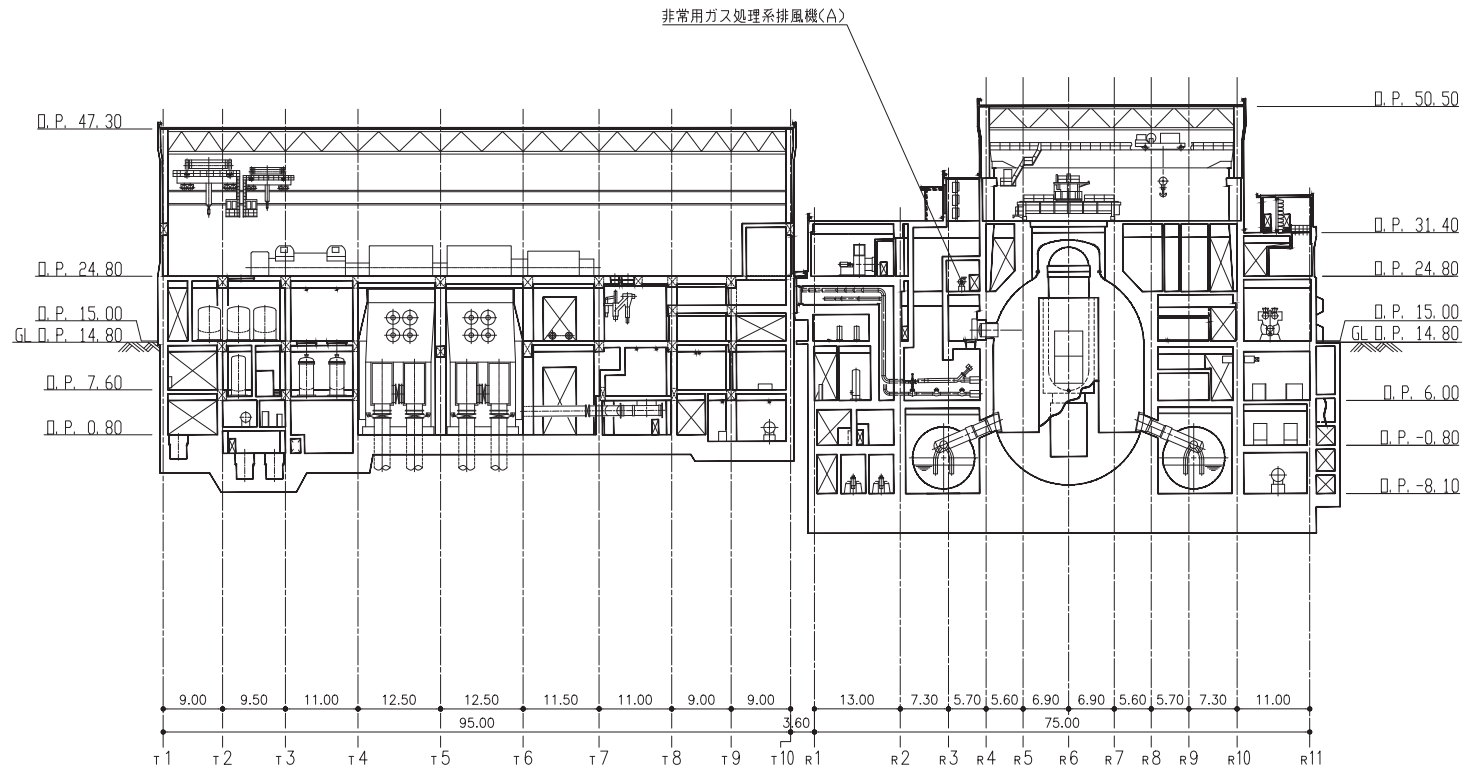 非常用ガス処理系排風機(A)
O.P. 47.30
O.P. 24.80
O.P. 15.00
GL O.P. 14.80
O.P. 7.60
O.P. 0.80
O.P. 50.50
O.P. 31.40
O.P. 24.80
O.P. 15.00
GL O.P. 14.80
O.P. 6.00
O.P. -0.80
O.P. -8.10
9.00 9.50 11.00 12.50 12.50 11.50 11.00 9.00 9.00 13.00 7.30 5.70 5.60 6.90 6.90 5.60 5.70 7.30 11.00
95.00 3.60 75.00
T1 T2 T3 T4 T5 T6 T7 T8 T9 T10 R1 R2 R3 R4 R5 R6 R7 R8 R9 R10 R11